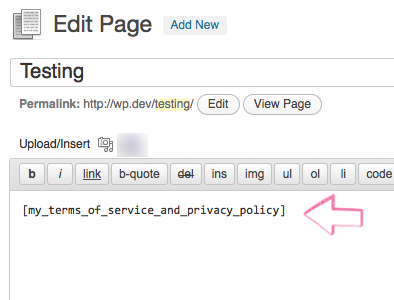 Edit Page Add New
Testing
Permalink: http://wp.dev/testing/ Edit View Page
Upload/Insert
b i link b-quote del ins img ul ol li code
[my_terms_of_service_and_privacy_policy]